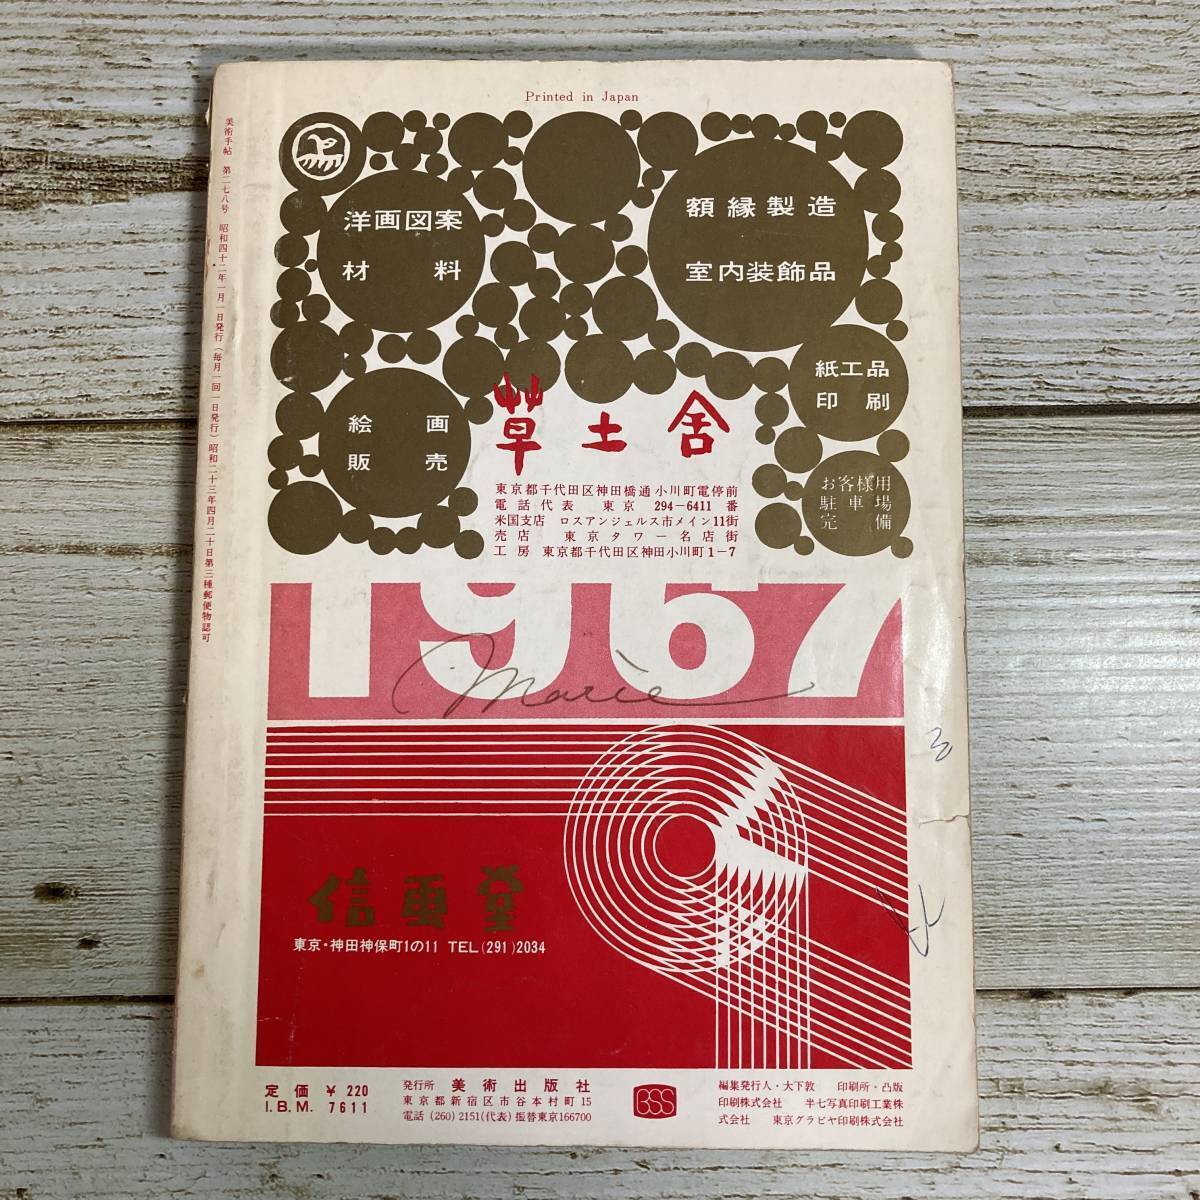 Printed in Japan
美術手帖 第二七八号 昭和四十二年一月一日発行(毎月一回一日発行)昭和二十三年四月二十日第三種郵便物認可
洋画図案
材料
額縁製造
室内装飾品
紙工品
印刷
絵画
販売
お客様用
駐車場
完備
草土舎
東京都千代田区神田橋通小川町電停前
電話代表 東京 294-6411 番
米国支店 ロスアンジェルス市メイン11街
売店 東京タワー名店街
工房 東京都千代田区神田小川町1-7
1967
Marie
信画堂
東京・神田神保町1の11 TEL(291)2034
定価 ¥220
I.B.M. 7611
発行所 美術出版社
東京都新宿区市谷本村町15
電話(260)2151(代表)振替東京166700
BSS
編集発行人・大下敦 印刷所・凸版
印刷株式会社 半七写真印刷工業株
式会社 東京グラビヤ印刷株式会社